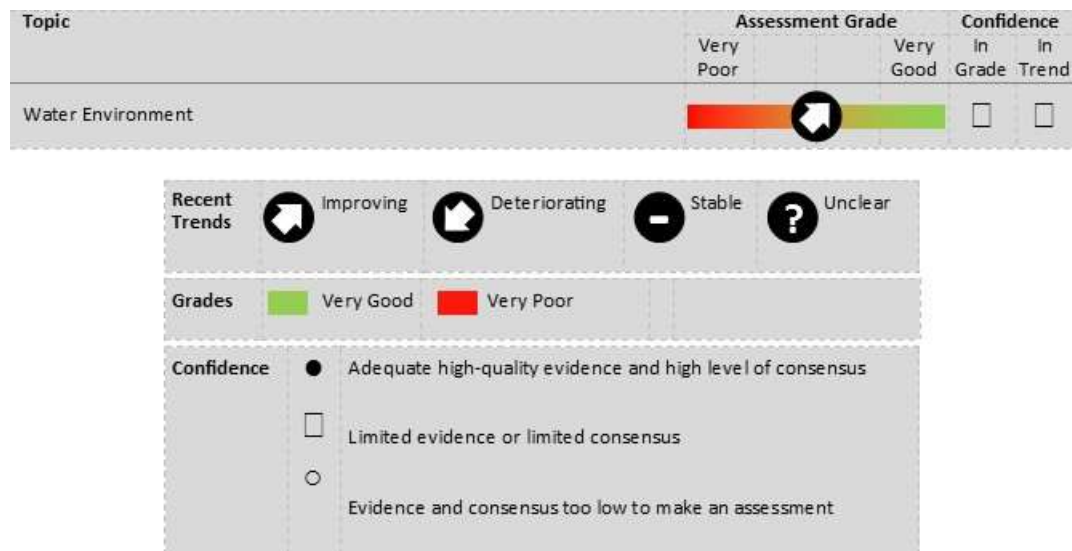 Topic Assessment Grade Confidence
Very Very In In
Poor Good Grade Trend
Water Environment
Recent Improving Deteriorating - Stable ? Unclear
Trends
Grades Very Good Very Poor
Confidence ● Adequate high-quality evidence and high level of consensus
□ Limited evidence or limited consensus
○ Evidence and consensus too low to make an assessment